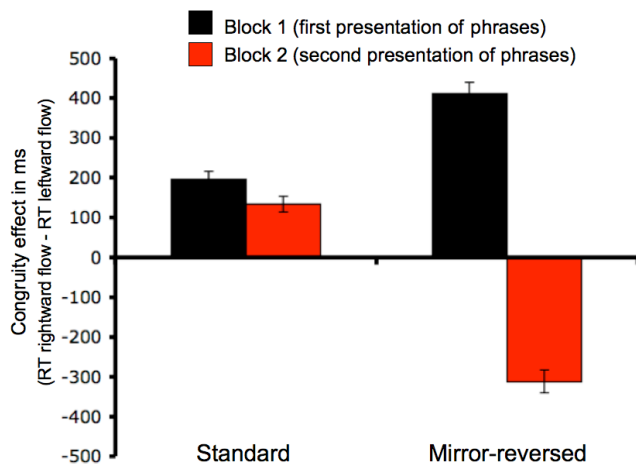 Block 1 (first presentation of phrases)
Block 2 (second presentation of phrases)
Congruity effect in ms
(RT rightward flow - RT leftward flow)
500
400
300
200
100
0
-100
-200
-300
-400
-500
Standard
Mirror-reversed